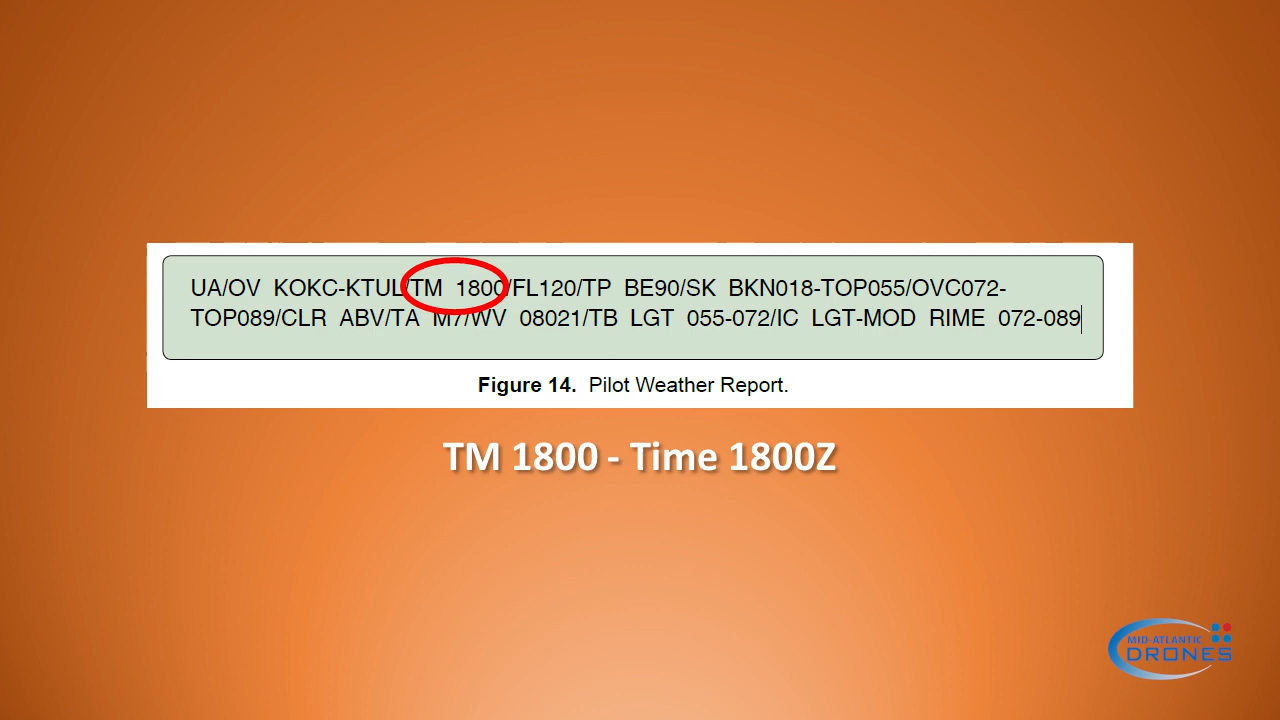 UA/OV KOKC-KTUL/TM 1800/FL120/TP BE90/SK BKN018-TOP055/OVC072-
TOP089/CLR ABV/TA M7/WV 08021/TB LGT 055-072/IC LGT-MOD RIME 072-089
Figure 14. Pilot Weather Report.
TM 1800 - Time 1800Z
MID-ATLANTIC
DRONES